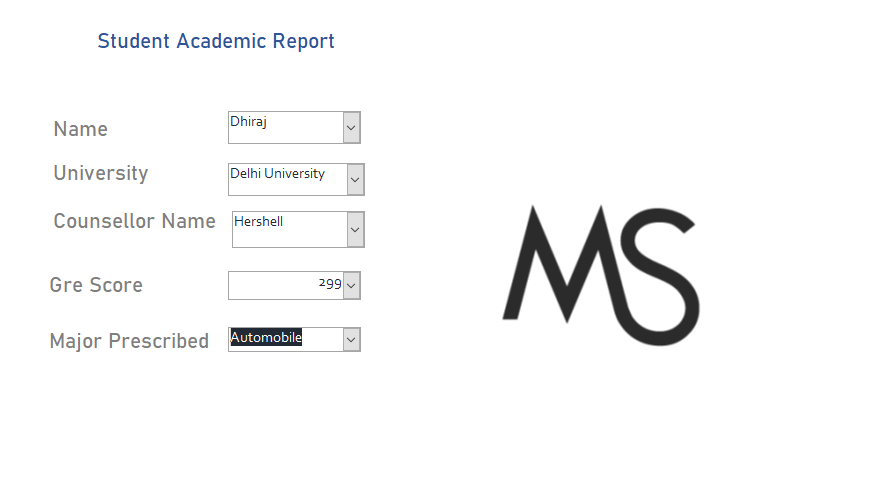 Student Academic Report
Name Dhiraj
University Delhi University
Counsellor Name Hershell
Gre Score 299
Major Prescribed Automobile
MS